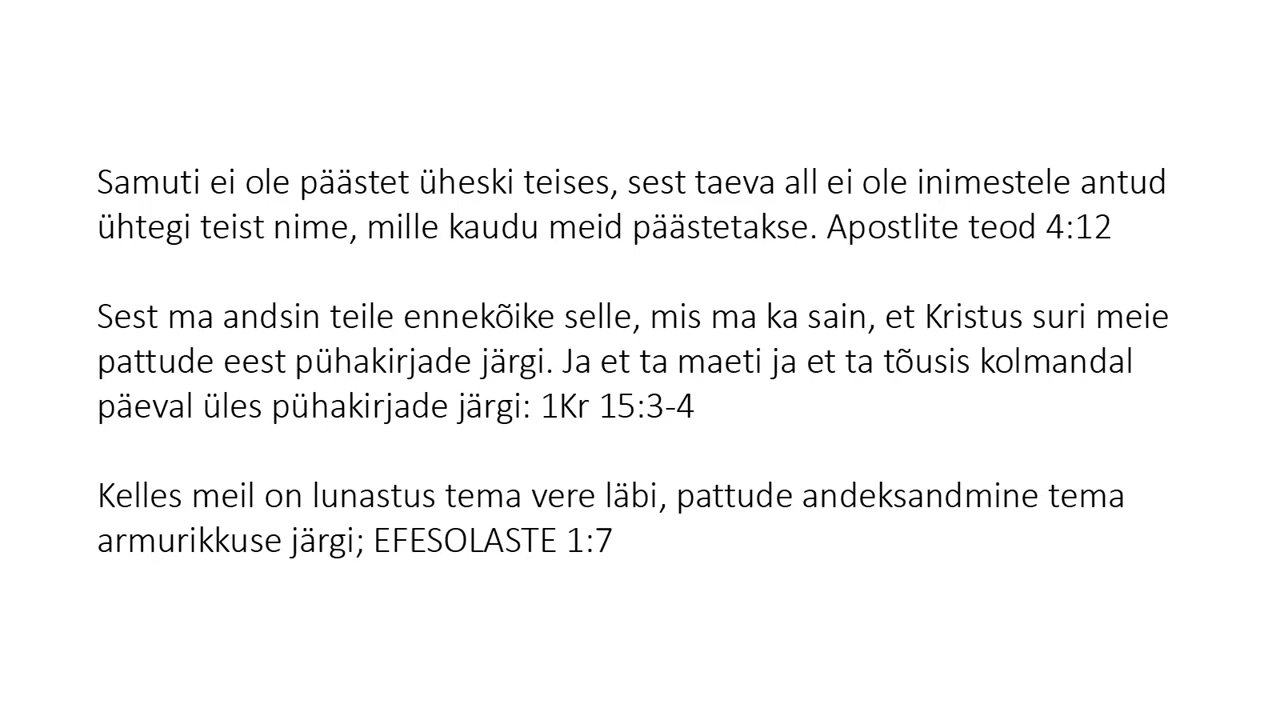 Samuti ei ole päästet üheski teises, sest taeva all ei ole inimestele antud
ühtegi teist nime, mille kaudu meid päästetakse. Apostlite teod 4:12
Sest ma andsin teile ennekõike selle, mis ma ka sain, et Kristus suri meie
pattude eest pühakirjade järgi. Ja et ta maeti ja et ta tõusis kolmandal
päeval üles pühakirjade järgi: 1Kr 15:3-4
Kelles meil on lunastus tema vere läbi, pattude andeksandmine tema
armurikkuse järgi; EFESOLASTE 1:7